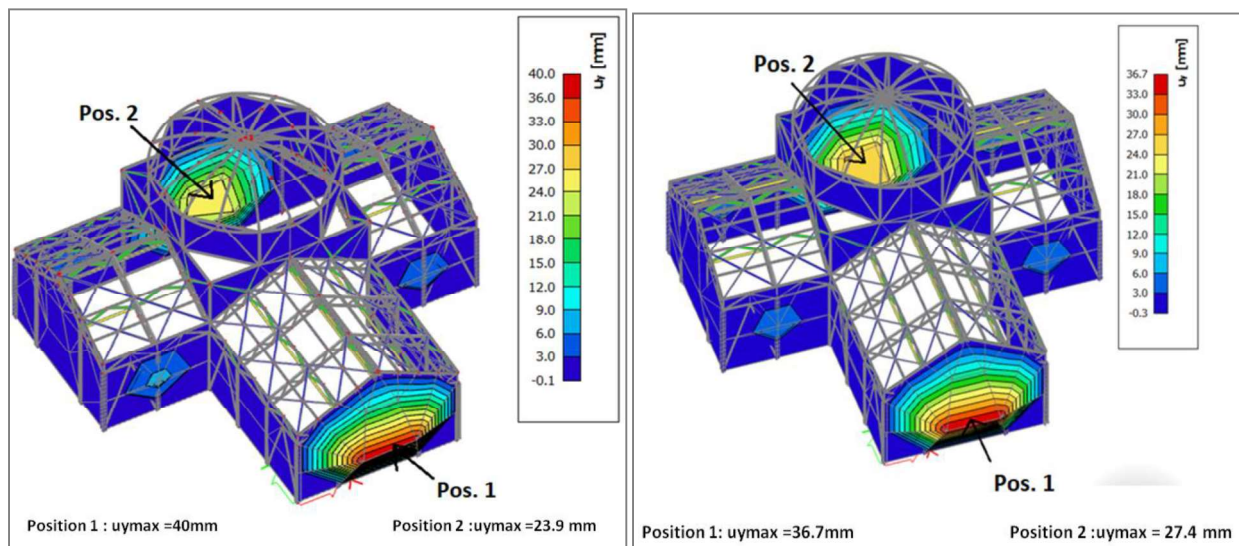 Pos. 2
uy [mm]
40.0
36.0
33.0
30.0
27.0
24.0
21.0
18.0
15.0
12.0
9.0
6.0
3.0
-0.1
Pos. 1
Position 1 : uymax =40mm
Position 2 :uymax =23.9 mm
Pos. 2
uy [mm]
36.7
33.0
30.0
27.0
24.0
21.0
18.0
15.0
12.0
9.0
6.0
3.0
-0.3
Pos. 1
Position 1: uymax =36.7mm
Position 2 :uymax = 27.4 mm